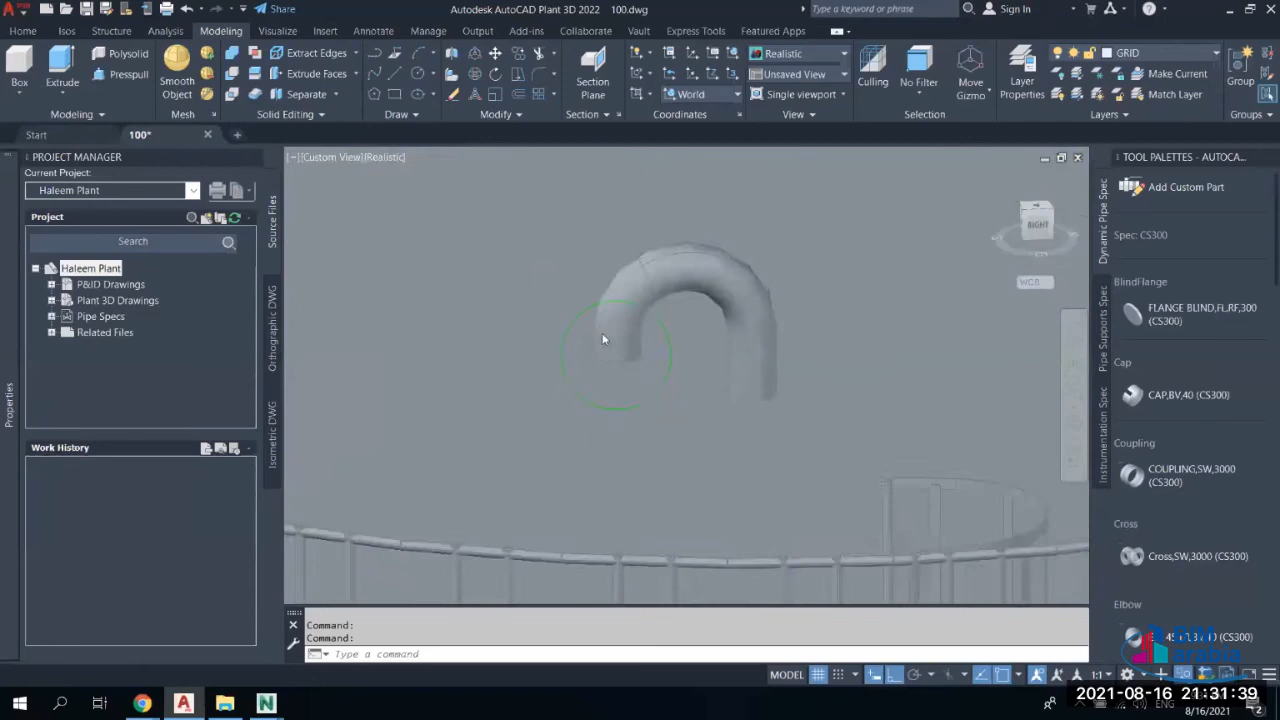 Share
Autodesk AutoCAD Plant 3D 2022 100.dwg
Type a keyword or phrase
Sign In
Home Isos Structure Analysis Modeling Visualize Insert Annotate Manage Output Add-ins Collaborate Vault Express Tools Featured Apps
Box
Extrude
Polysolid
Presspull
Smooth
Object
Extract Edges
Extrude Faces
Separate
Section
Plane
World
Realistic
Unsaved View
Single viewport
Culling
No Filter
Move
Gizmo
Layer
Properties
GRID
Make Current
Match Layer
Group
Modeling
Mesh
Solid Editing
Draw
Modify
Section
Coordinates
View
Selection
Layers
Groups
Start
100*
PROJECT MANAGER
Current Project:
Haleem Plant
Project
Search
Haleem Plant
P&ID Drawings
Plant 3D Drawings
Pipe Specs
Related Files
Work History
Properties
Source Files
Orthographic DWG
Isometric DWG
[−][Custom View][Realistic]
RIGHT
WCS
TOOL PALETTES - AUTOCA...
Add Custom Part
Spec: CS300
BlindFlange
FLANGE BLIND,FL,RF,300
(CS300)
Cap
CAP,BV,40 (CS300)
Coupling
COUPLING,SW,3000
(CS300)
Cross
Cross,SW,3000 (CS300)
Elbow
Dynamic Pipe Spec
Pipe Supports Spec
Instrumentation Spec
Command:
Command:
Type a command
MODEL
1:1
BIM
arabia
ENG
2021-08-16 21:31:39
8/16/2021